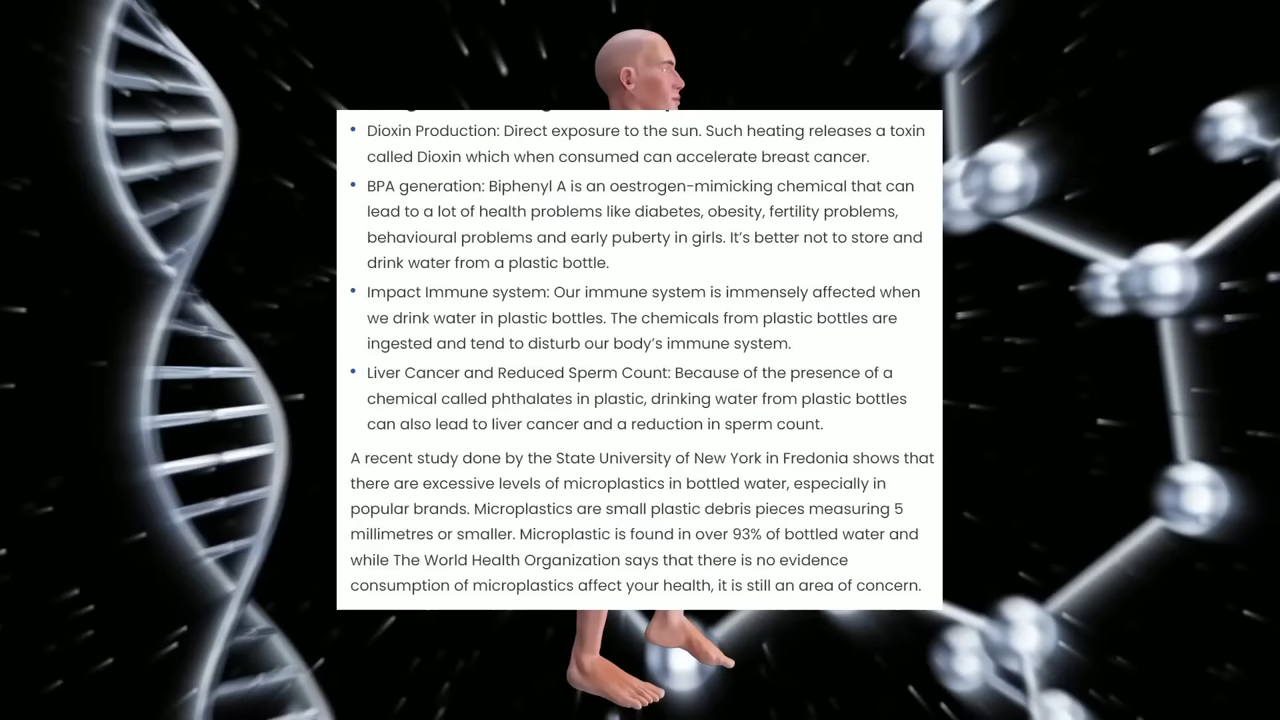 • Dioxin Production: Direct exposure to the sun. Such heating releases a toxin
called Dioxin which when consumed can accelerate breast cancer.
• BPA generation: Biphenyl A is an oestrogen-mimicking chemical that can
lead to a lot of health problems like diabetes, obesity, fertility problems,
behavioural problems and early puberty in girls. It’s better not to store and
drink water from a plastic bottle.
• Impact Immune system: Our immune system is immensely affected when
we drink water in plastic bottles. The chemicals from plastic bottles are
ingested and tend to disturb our body’s immune system.
• Liver Cancer and Reduced Sperm Count: Because of the presence of a
chemical called phthalates in plastic, drinking water from plastic bottles
can also lead to liver cancer and a reduction in sperm count.
A recent study done by the State University of New York in Fredonia shows that
there are excessive levels of microplastics in bottled water, especially in
popular brands. Microplastics are small plastic debris pieces measuring 5
millimetres or smaller. Microplastic is found in over 93% of bottled water and
while The World Health Organization says that there is no evidence
consumption of microplastics affect your health, it is still an area of concern.